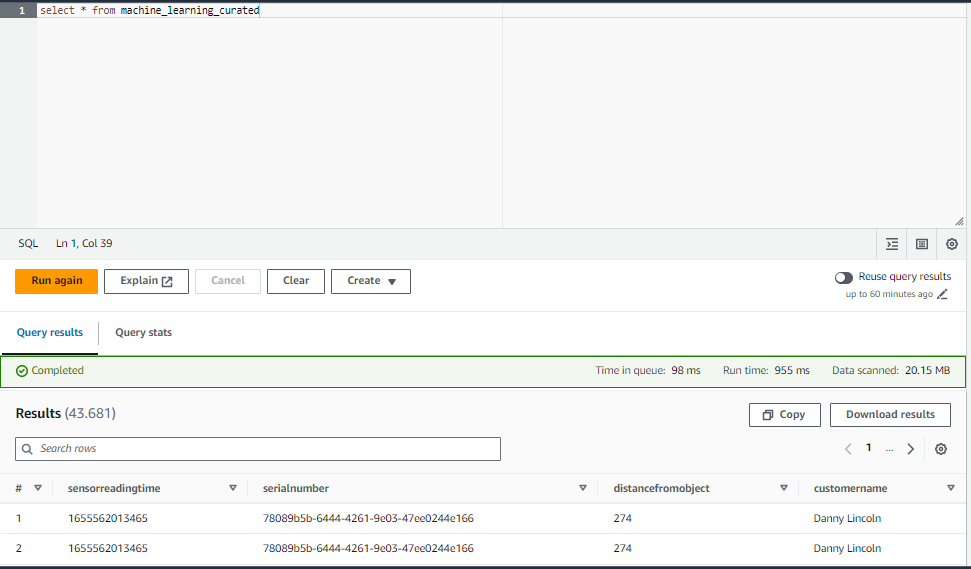 1 select * from machine_learning_curated
SQL Ln 1, Col 39
Run again Explain Cancel Clear Create Reuse query results
up to 60 minutes ago
Query results Query stats
Completed Time in queue: 98 ms Run time: 955 ms Data scanned: 20.15 MB
Results (43.681) Copy Download results
Search rows 1 ...
# sensorreadingtime serialnumber distancefromobject customername
1 1655562013465 78089b5b-6444-4261-9e03-47ee0244e166 274 Danny Lincoln
2 1655562013465 78089b5b-6444-4261-9e03-47ee0244e166 274 Danny Lincoln